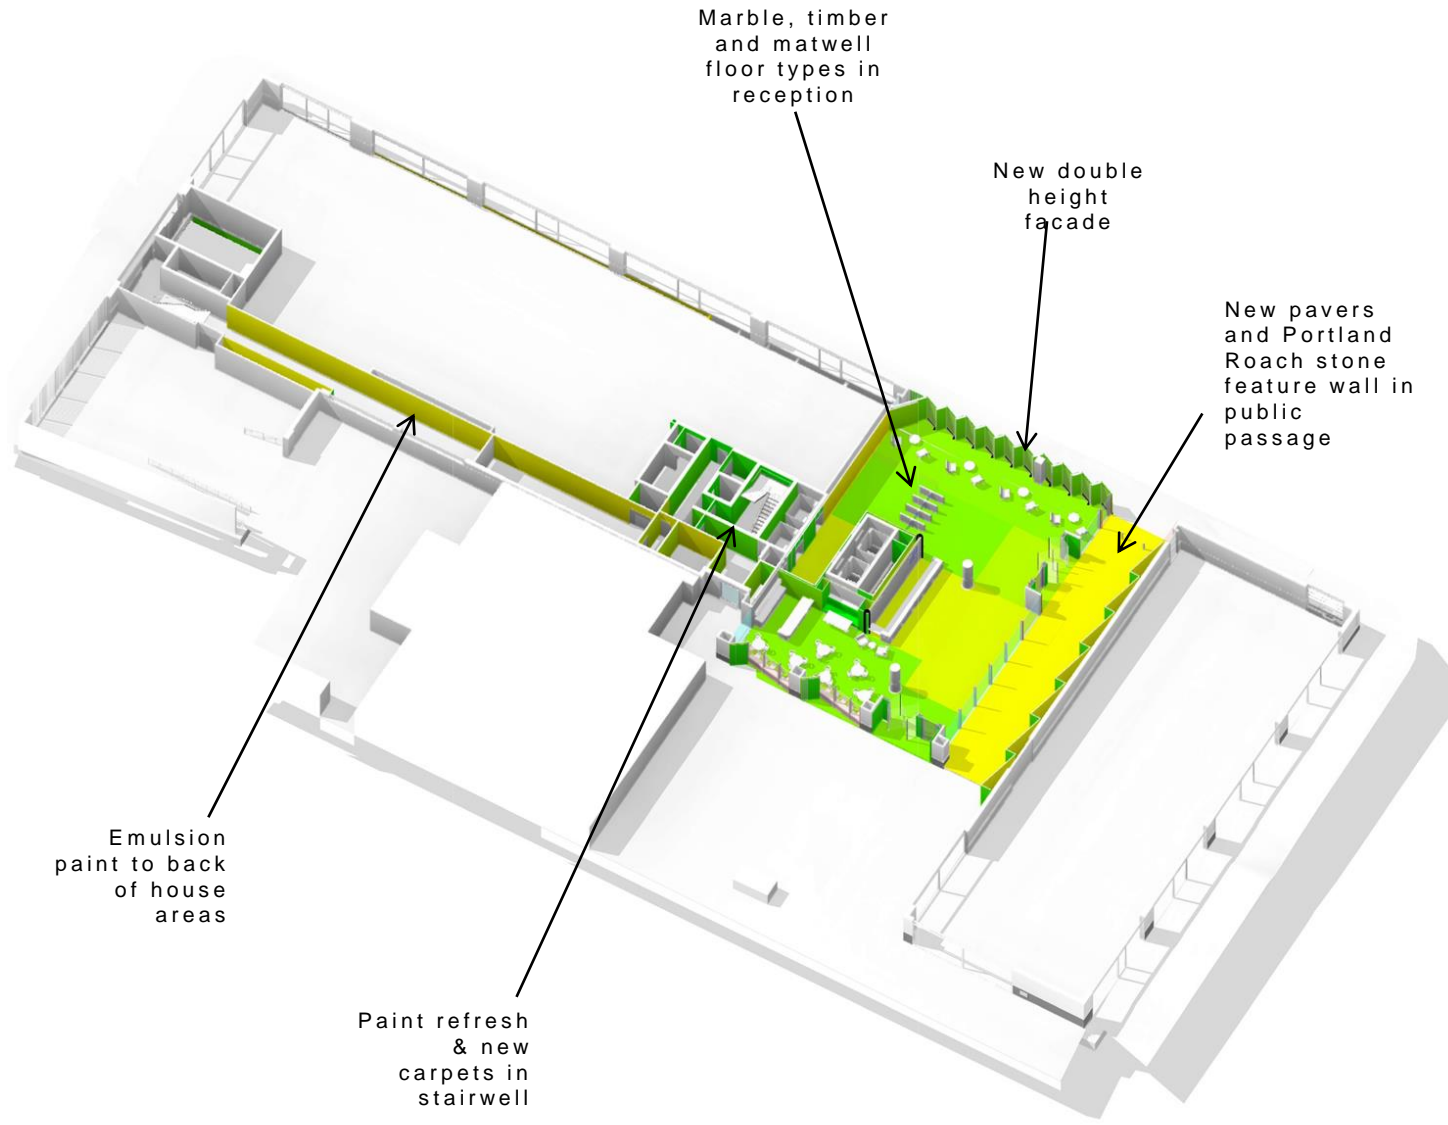 Marble, timber
and matwell
floor types in
reception
New double
height
facade
New pavers
and Portland
Roach stone
feature wall in
public
passage
Emulsion
paint to back
of house
areas
Paint refresh
& new
carpets in
stairwell